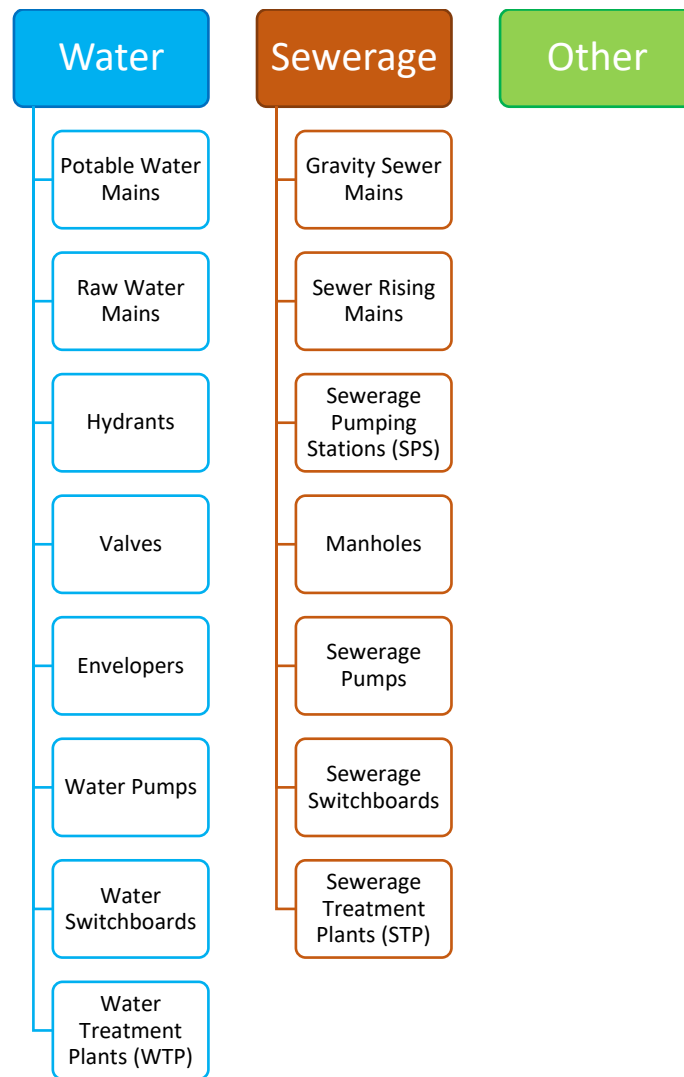 Water
Potable Water
Mains
Raw Water
Mains
Hydrants
Valves
Envelopers
Water Pumps
Water
Switchboards
Water
Treatment
Plants (WTP)
Sewerage
Gravity Sewer
Mains
Sewer Rising
Mains
Sewerage
Pumping
Stations (SPS)
Manholes
Sewerage
Pumps
Sewerage
Switchboards
Sewerage
Treatment
Plants (STP)
Other